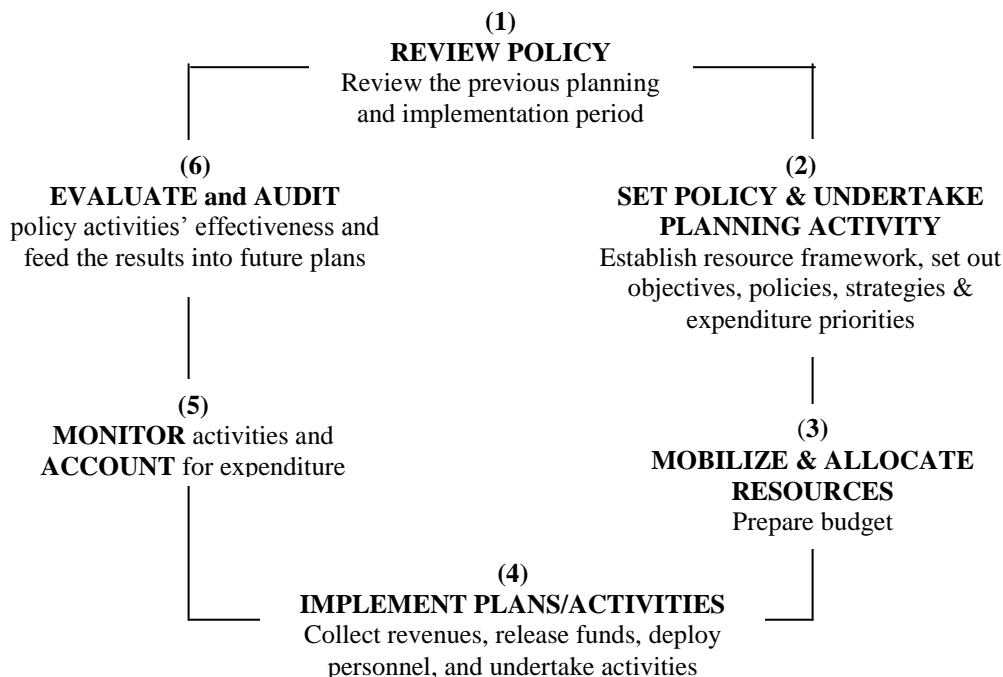 (1)
REVIEW POLICY
Review the previous planning
and implementation period
(2)
SET POLICY & UNDERTAKE
PLANNING ACTIVITY
Establish resource framework, set out
objectives, policies, strategies &
expenditure priorities
(3)
MOBILIZE & ALLOCATE
RESOURCES
Prepare budget
(4)
IMPLEMENT PLANS/ACTIVITIES
Collect revenues, release funds, deploy
personnel, and undertake activities
(5)
MONITOR activities and
ACCOUNT for expenditure
(6)
EVALUATE and AUDIT
policy activities’ effectiveness and
feed the results into future plans